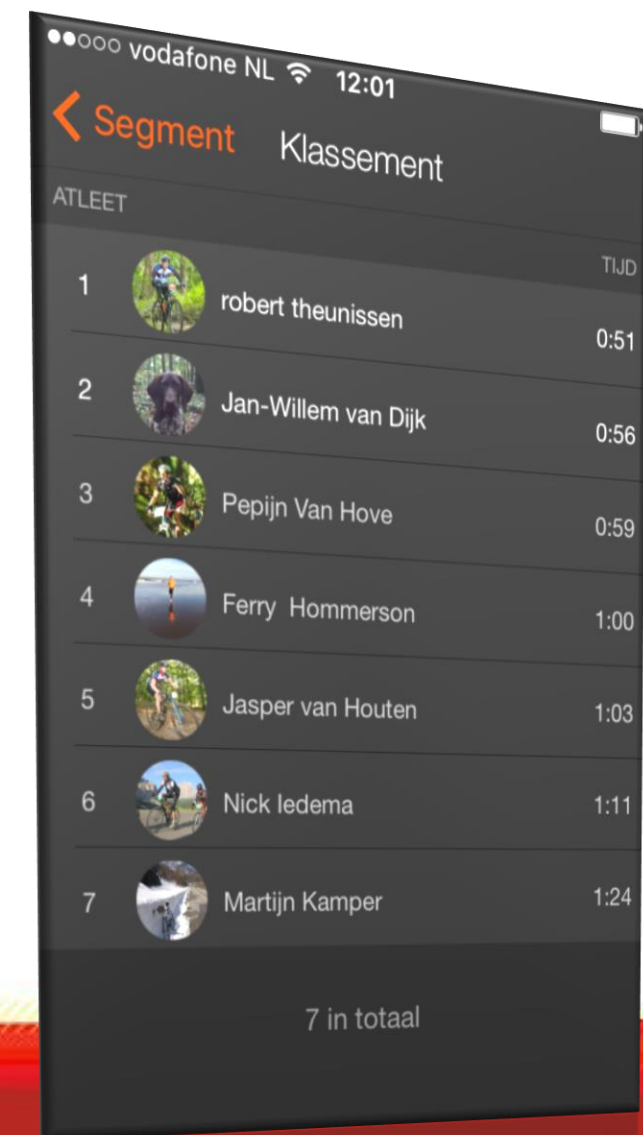 vodafone NL 12:01
Segment Klassement
ATLEET TIJD
1 robert theunissen 0:51
2 Jan-Willem van Dijk 0:56
3 Pepijn Van Hove 0:59
4 Ferry Hommerson 1:00
5 Jasper van Houten 1:03
6 Nick Iedema 1:11
7 Martijn Kamper 1:24
7 in totaal